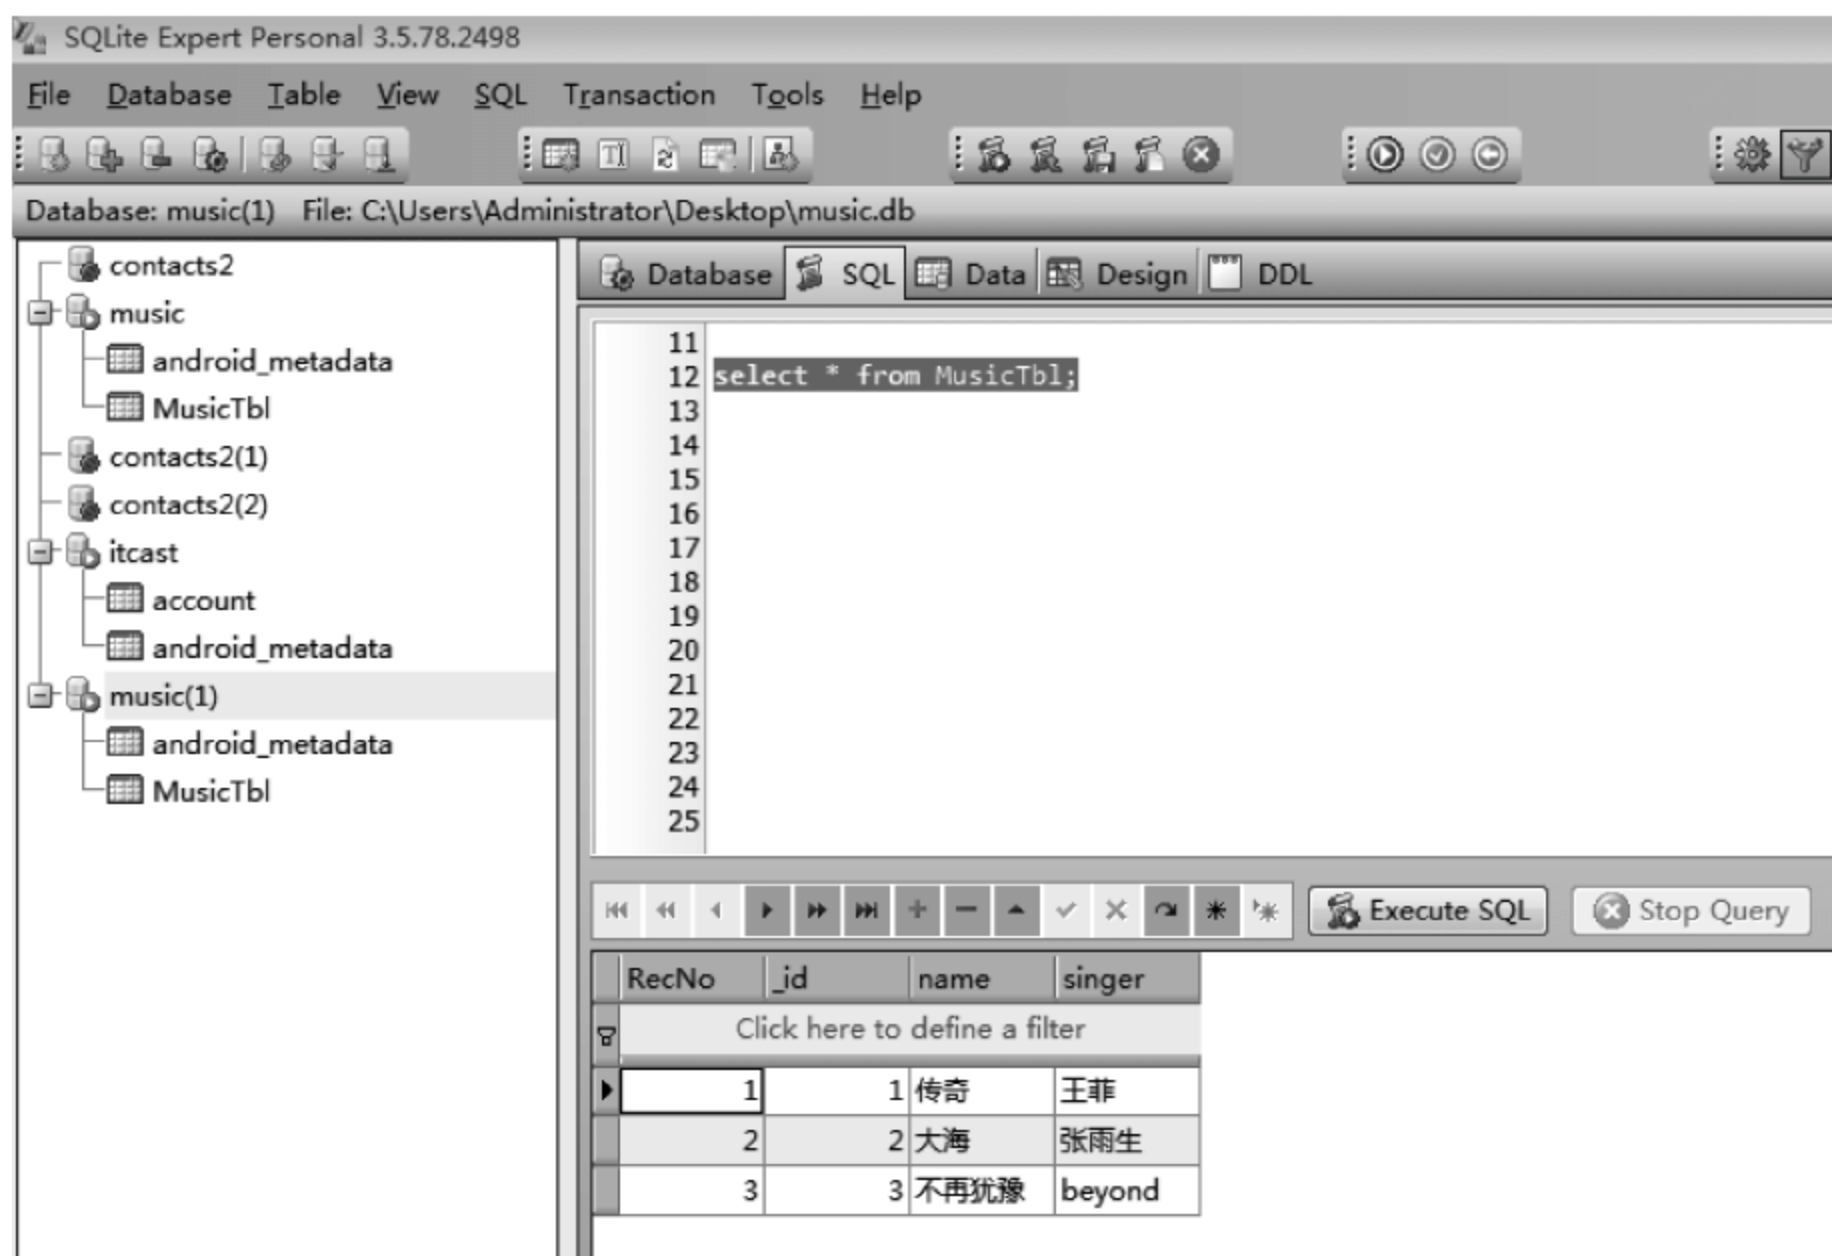 SQLite Expert Personal 3.5.78.2498
File Database Table View SQL Transaction Tools Help
Database: music(1) File: C:\Users\Administrator\Desktop\music.db
contacts2
music
android_metadata
MusicTbl
contacts2(1)
contacts2(2)
itcast
account
android_metadata
music(1)
android_metadata
MusicTbl
Database SQL Data Design DDL
11
12 select * from MusicTbl;
13
14
15
16
17
18
19
20
21
22
23
24
25
Execute SQL Stop Query
RecNo _id name singer
Click here to define a filter
1 1 传奇 王菲
2 2 大海 张雨生
3 3 不再犹豫 beyond